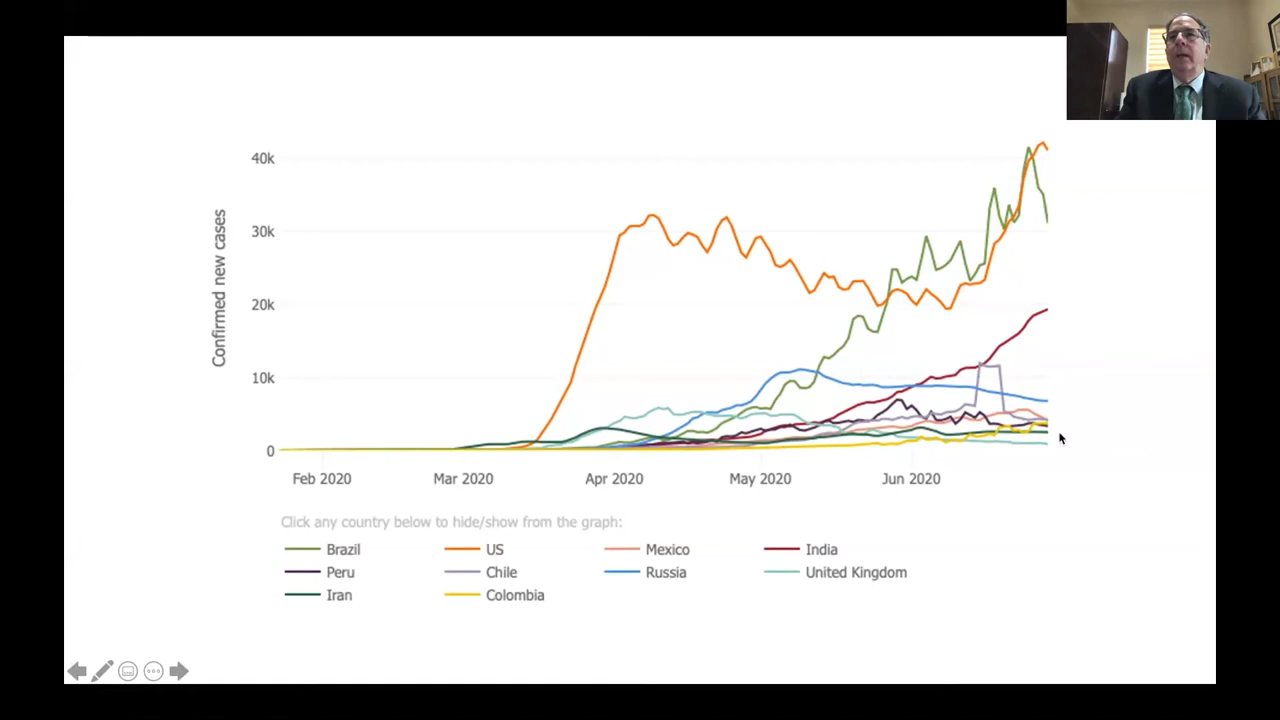 40k
30k
20k
10k
0
Confirmed new cases
Feb 2020 Mar 2020 Apr 2020 May 2020 Jun 2020
Click any country below to hide/show from the graph:
Brazil US Mexico India
Peru Chile Russia United Kingdom
Iran Colombia